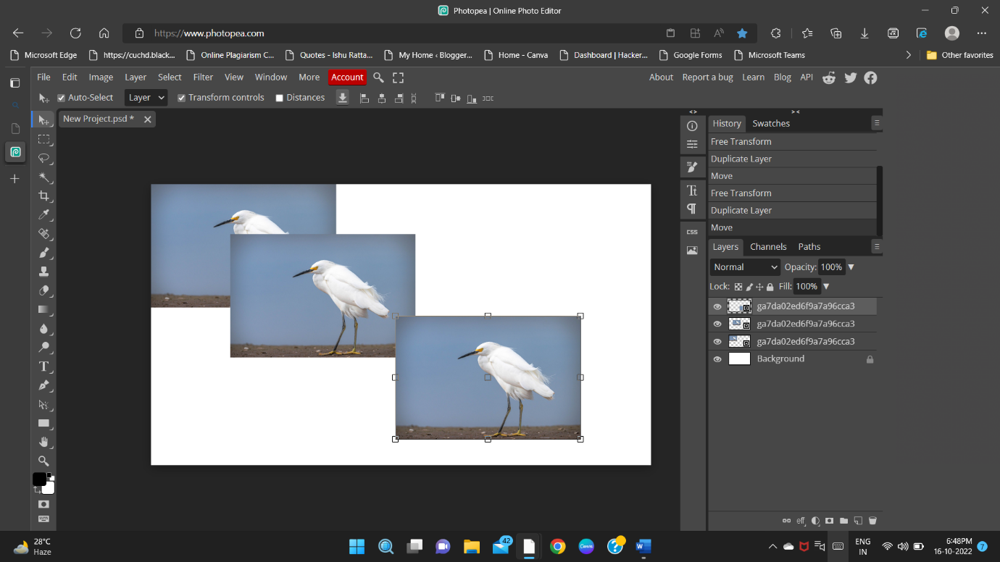 Photopea | Online Photo Editor
https://www.photopea.com
Microsoft Edge https://cuchd.black... Online Plagiarism C... Quotes - Ishu Ratta... My Home ‹ Blogger... Home - Canva Dashboard | Hacker... Google Forms Microsoft Teams Other favorites
File Edit Image Layer Select Filter View Window More Account About Report a bug Learn Blog API
Auto-Select Layer Transform controls Distances
New Project.psd *
History Swatches
Free Transform
Duplicate Layer
Move
Free Transform
Duplicate Layer
Move
CSS
Layers Channels Paths
Normal Opacity: 100%
Lock: Fill: 100%
ga7da02ed6f9a7a96cca3
ga7da02ed6f9a7a96cca3
ga7da02ed6f9a7a96cca3
Background
eff
28°C
Haze
42
Canva
ENG
IN
6:48PM
16-10-2022
7